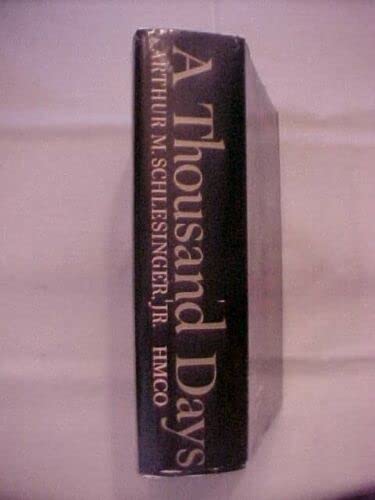 A Thousand Days
ARTHUR M. SCHLESINGER, JR. HMCO